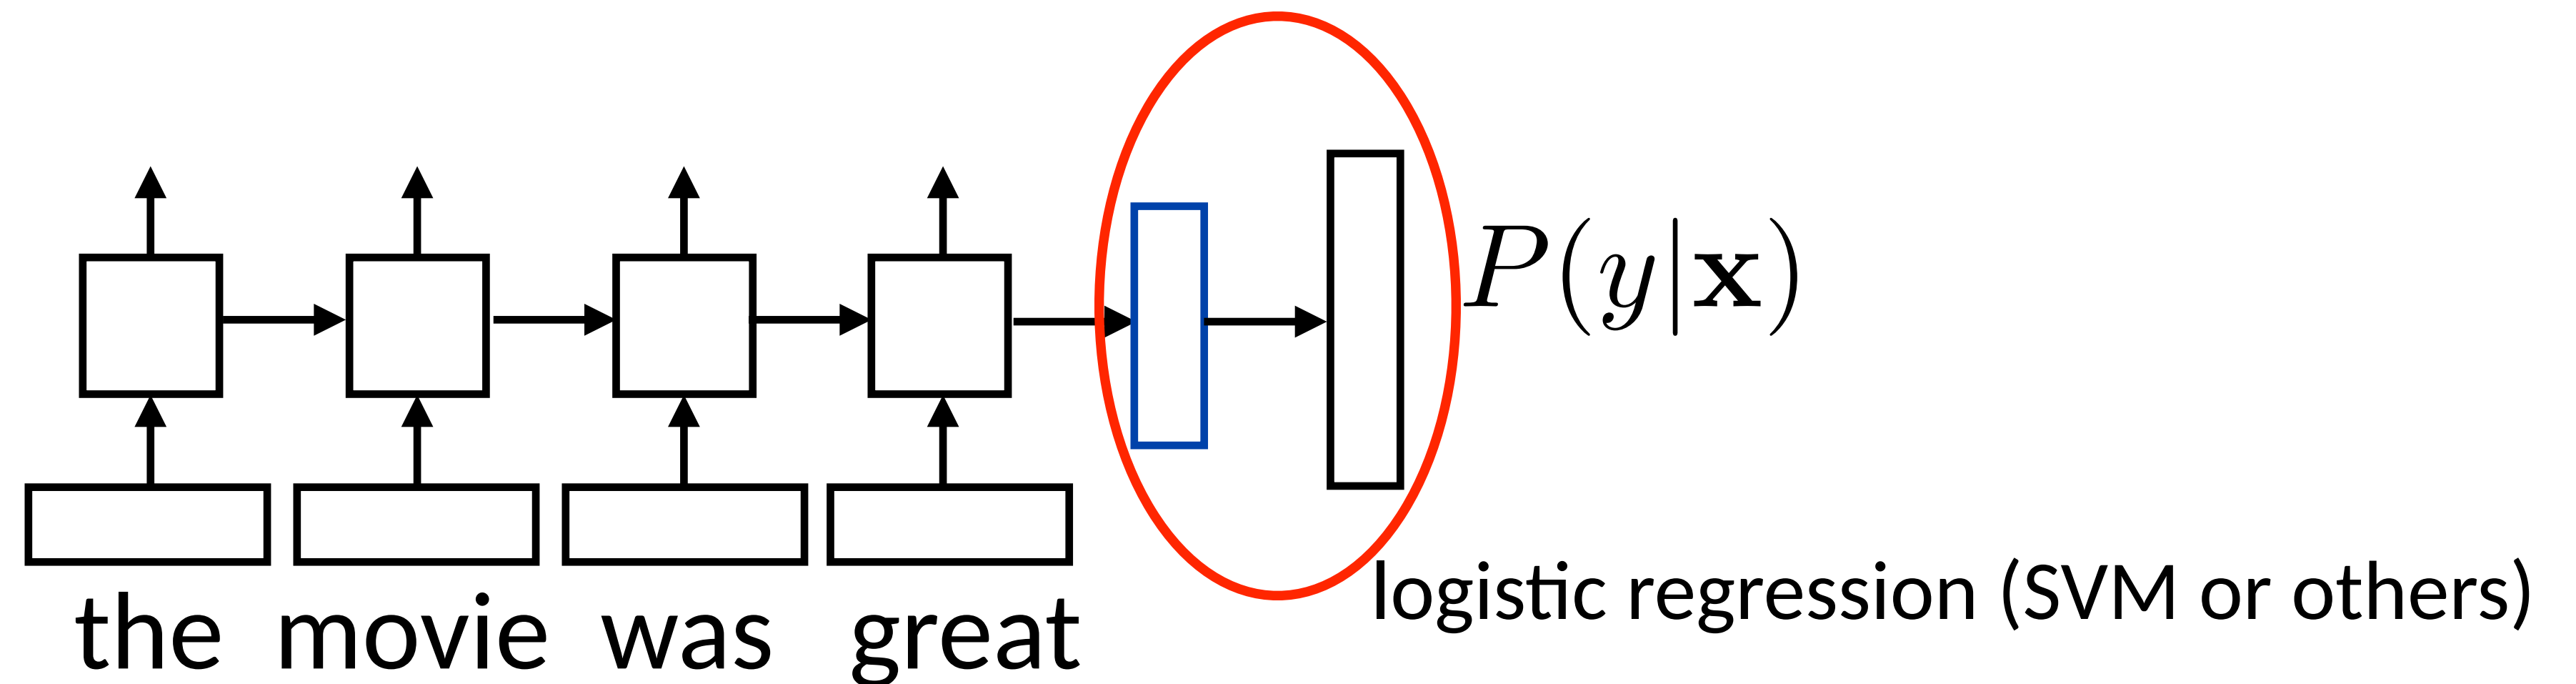 P(y|x)
logistic regression (SVM or others)
the movie was great